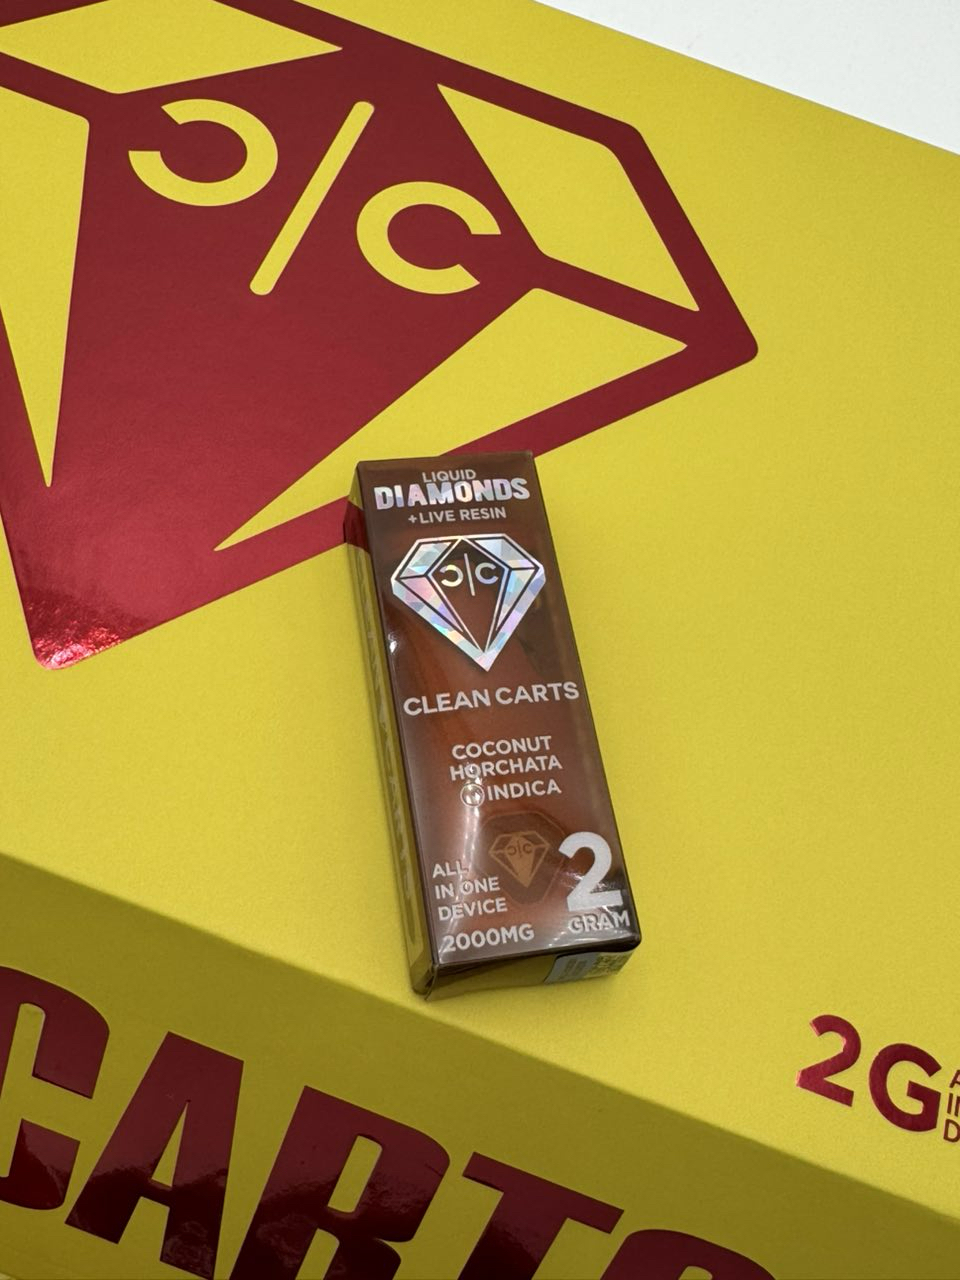 Ɔ/C
LIQUID
DIAMONDS
+LIVE RESIN
Ɔ|C
CLEAN CARTS
COCONUT
HORCHATA
INDICA
Ɔ|C
ALL
IN ONE
DEVICE
2000MG
2
GRAM
2G
CARTS